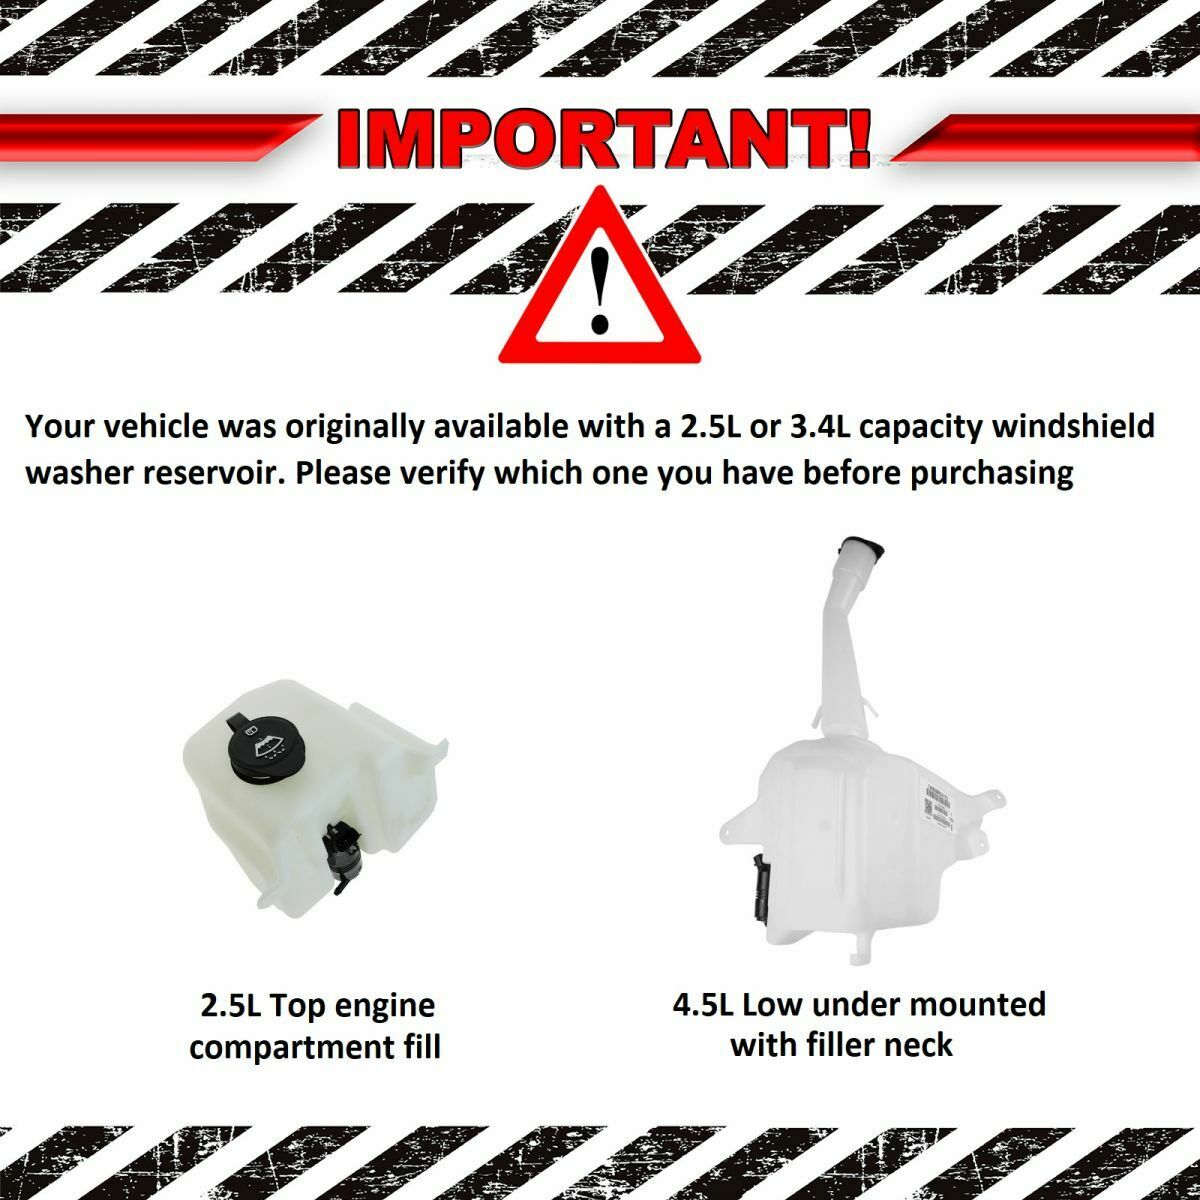 IMPORTANT!
Your vehicle was originally available with a 2.5L or 3.4L capacity windshield
washer reservoir. Please verify which one you have before purchasing
2.5L Top engine
compartment fill
4.5L Low under mounted
with filler neck